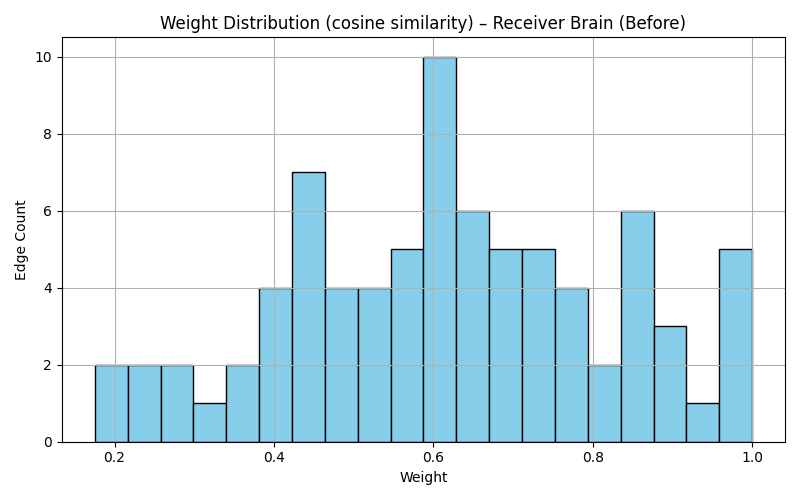 Weight Distribution (cosine similarity) – Receiver Brain (Before)
10
8
6
4
2
0
Edge Count
0.2 0.4 0.6 0.8 1.0
Weight